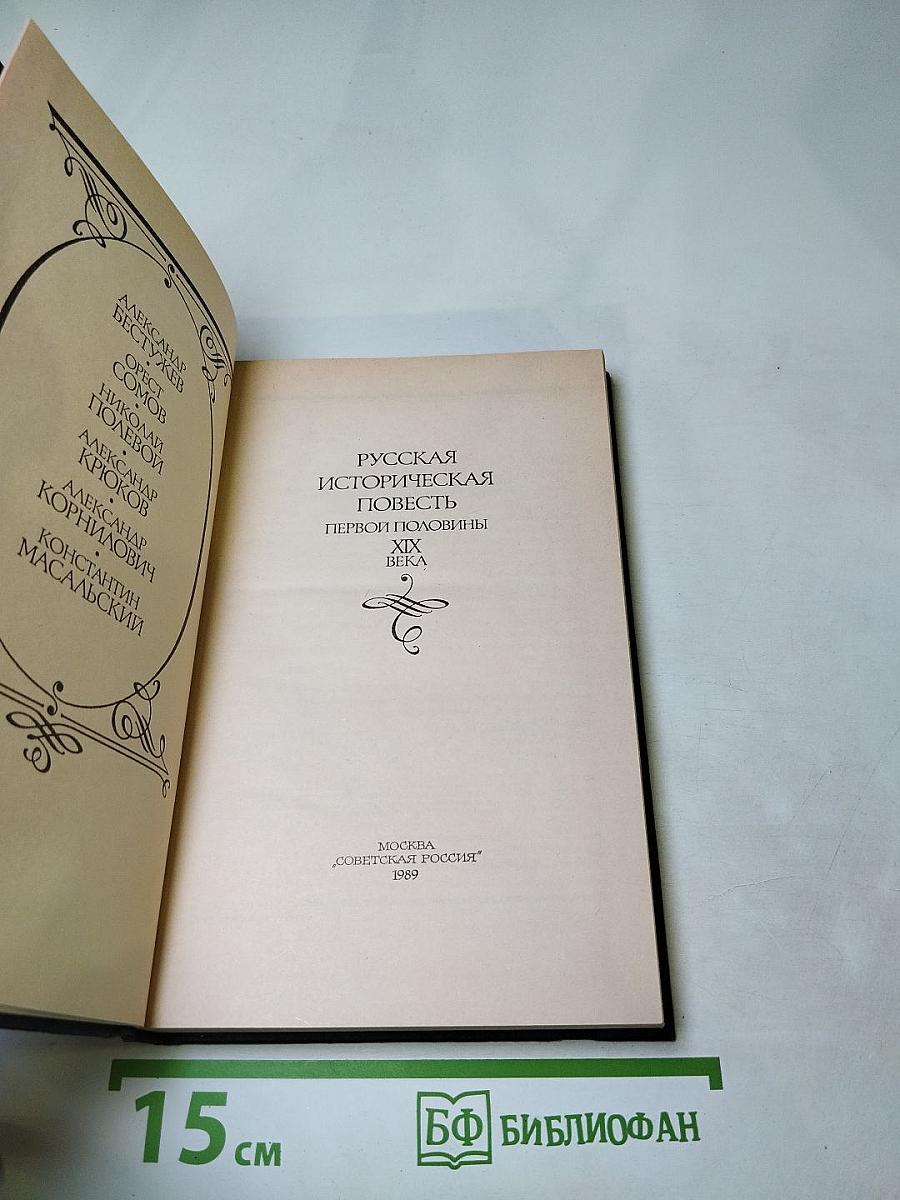 АЛЕКСАНДР
БЕСТУЖЕВ
•
ОРЕСТ
СОМОВ
•
НИКОЛАЙ
ПОЛЕВОЙ
•
АЛЕКСАНДР
КРЮКОВ
•
АЛЕКСАНДР
КОРНИЛОВИЧ
•
КОНСТАНТИН
МАСАЛЬСКИЙ
РУССКАЯ
ИСТОРИЧЕСКАЯ
ПОВЕСТЬ
ПЕРВОЙ ПОЛОВИНЫ
XIX
ВЕКА
МОСКВА
„СОВЕТСКАЯ РОССИЯ"
1989
15 см
БФ БИБЛИОФАН